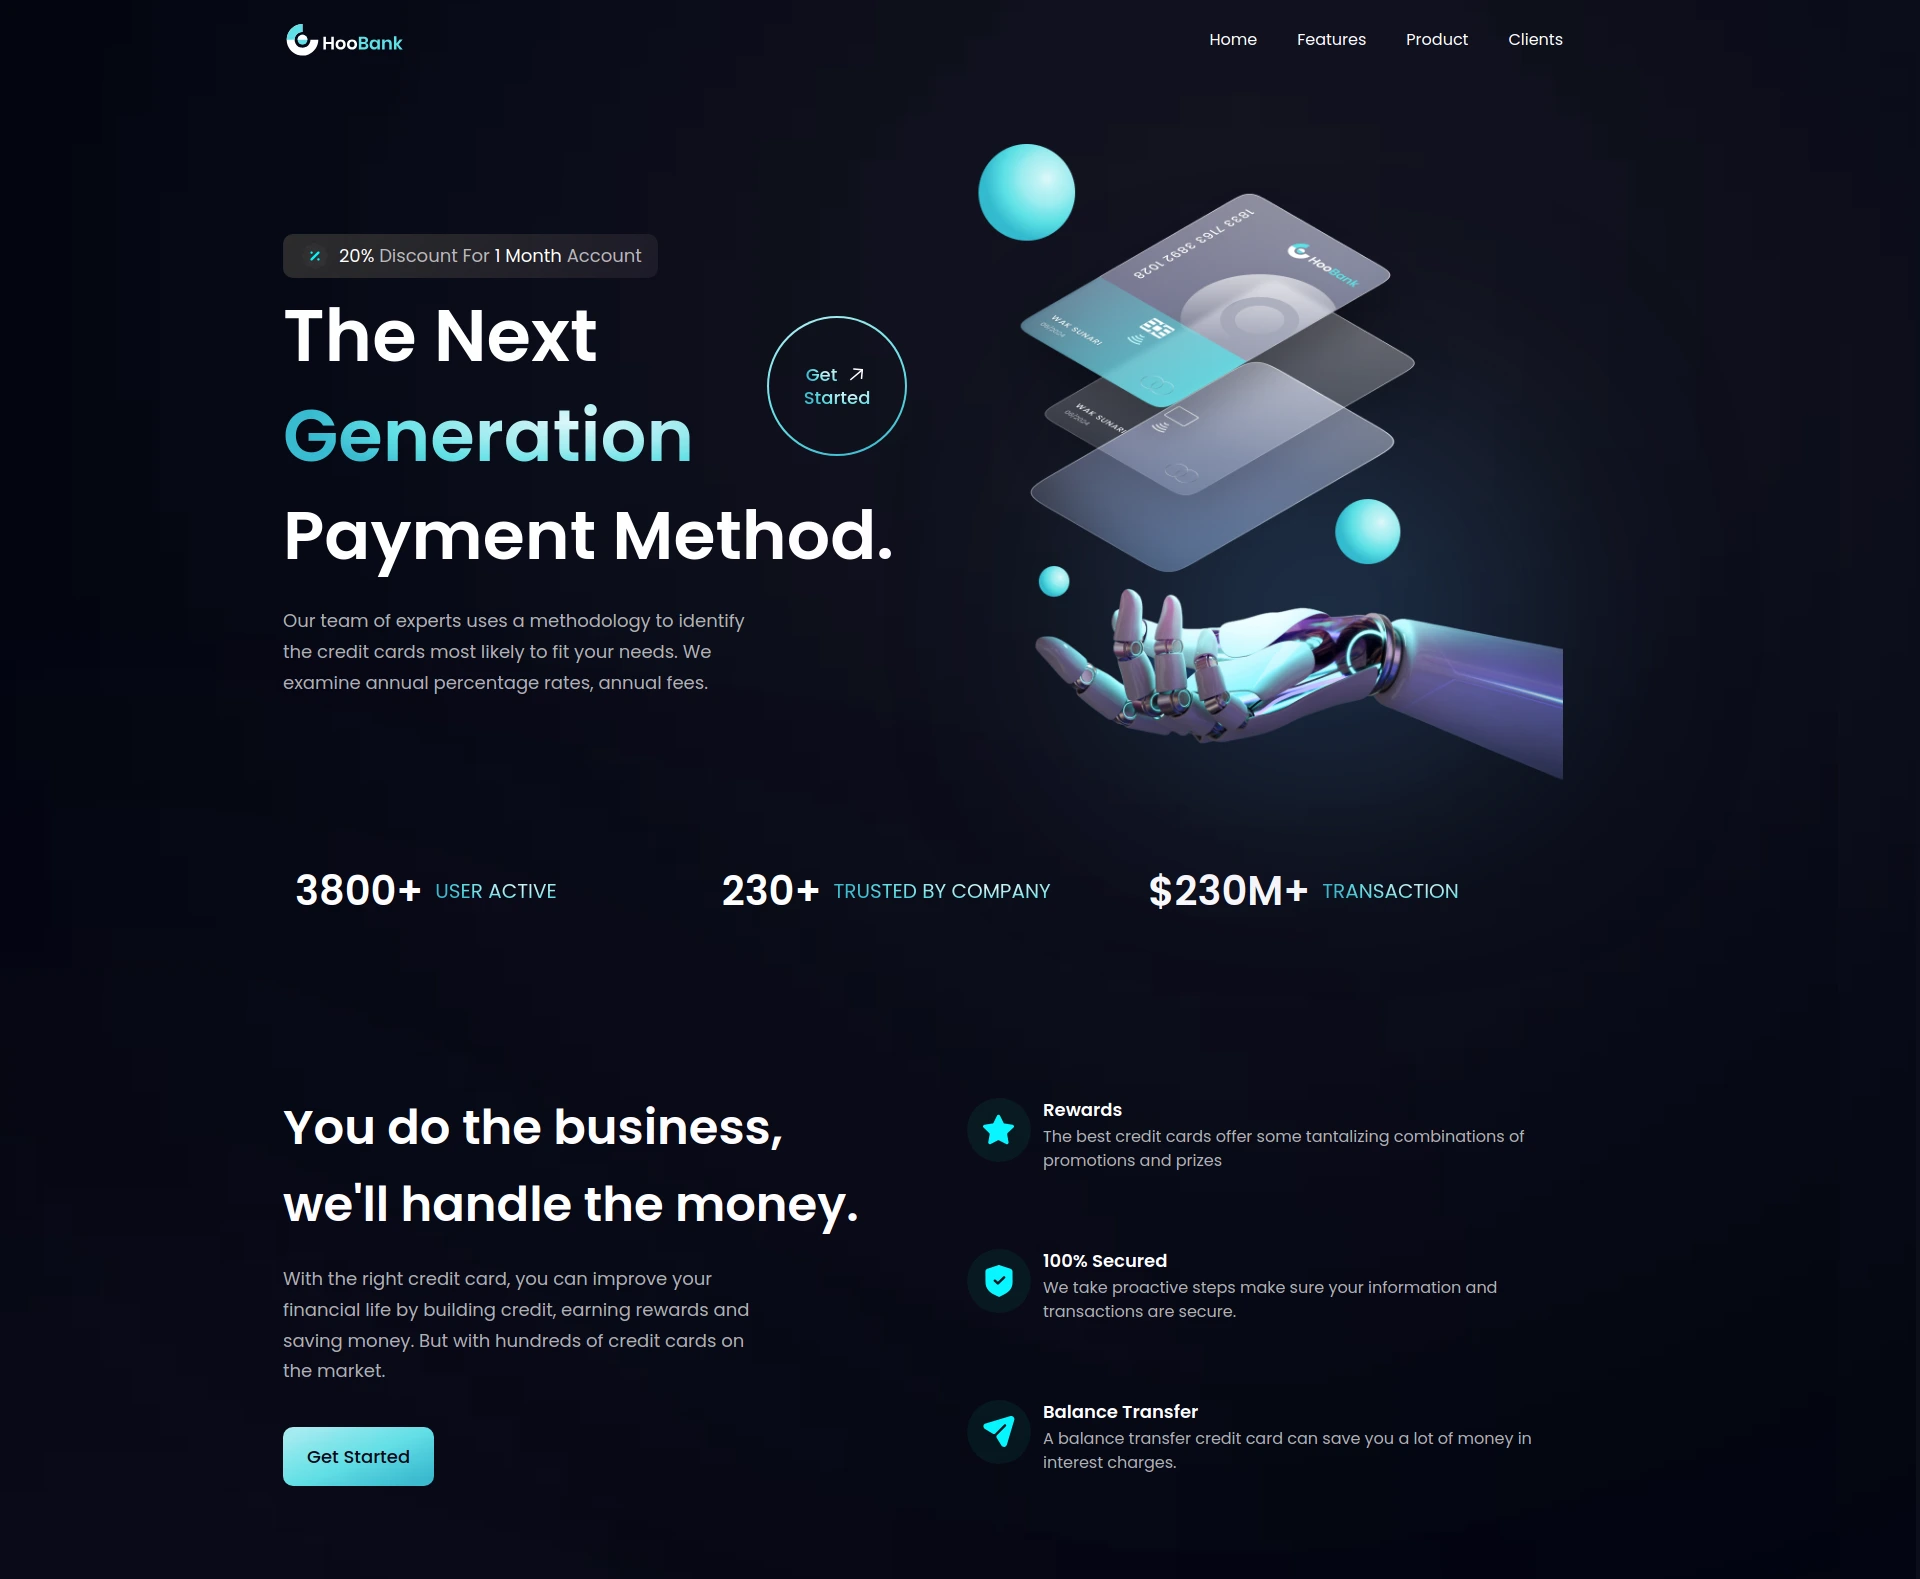 HooBank
Home
Features
Product
Clients
20% Discount For 1 Month Account
The Next
Generation
Payment Method.
Get
Started
Our team of experts uses a methodology to identify
the credit cards most likely to fit your needs. We
examine annual percentage rates, annual fees.
1833 7163 3892 1028
HooBank
WAK SUNARI
09/2024
WAK SUNARI
09/2024
3800+ USER ACTIVE
230+ TRUSTED BY COMPANY
$230M+ TRANSACTION
You do the business,
we'll handle the money.
With the right credit card, you can improve your
financial life by building credit, earning rewards and
saving money. But with hundreds of credit cards on
the market.
Get Started
Rewards
The best credit cards offer some tantalizing combinations of
promotions and prizes
100% Secured
We take proactive steps make sure your information and
transactions are secure.
Balance Transfer
A balance transfer credit card can save you a lot of money in
interest charges.